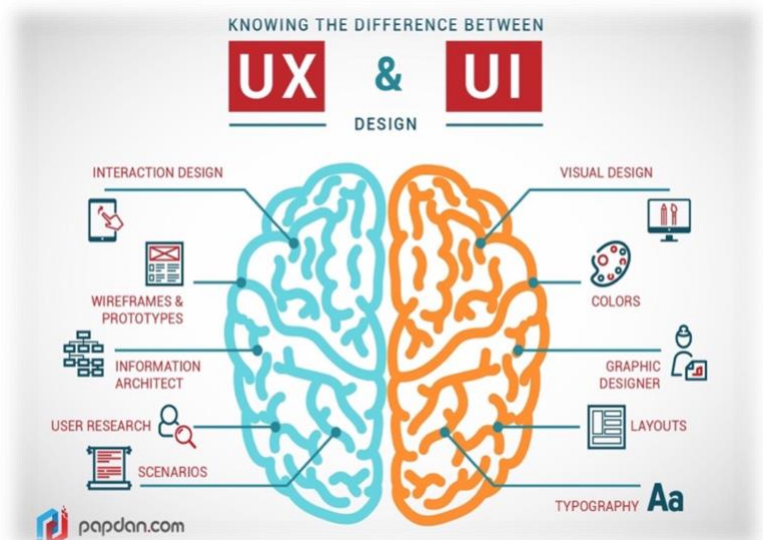 KNOWING THE DIFFERENCE BETWEEN
UX & UI
DESIGN
INTERACTION DESIGN
WIREFRAMES &
PROTOTYPES
INFORMATION
ARCHITECT
USER RESEARCH
SCENARIOS
VISUAL DESIGN
COLORS
GRAPHIC
DESIGNER
LAYOUTS
TYPOGRAPHY Aa
papdan.com